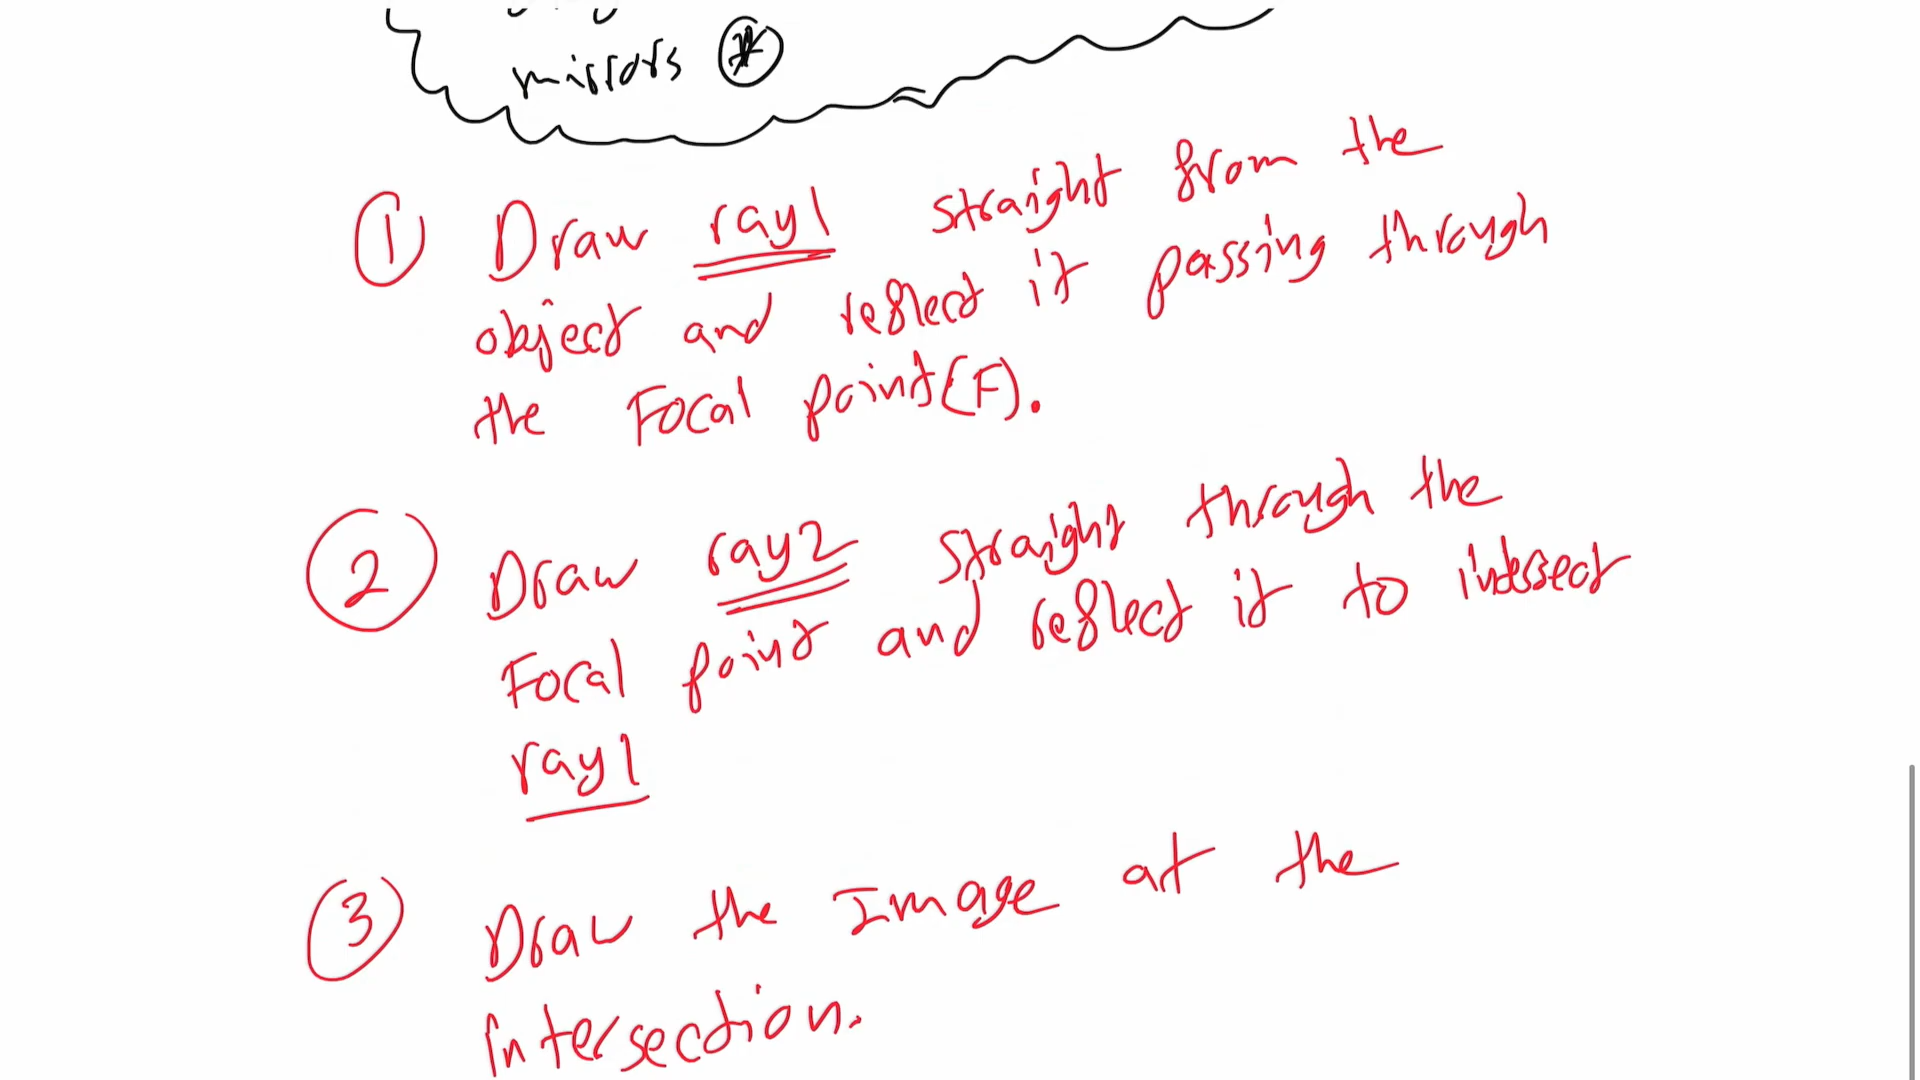 mirrors
① Draw ray1 straight from the
object and reflect it passing through
the Focal point(F).
② Draw ray2 straight through the
Focal point and reflect it to intersect
ray1
③ Draw the Image at the
intersection.